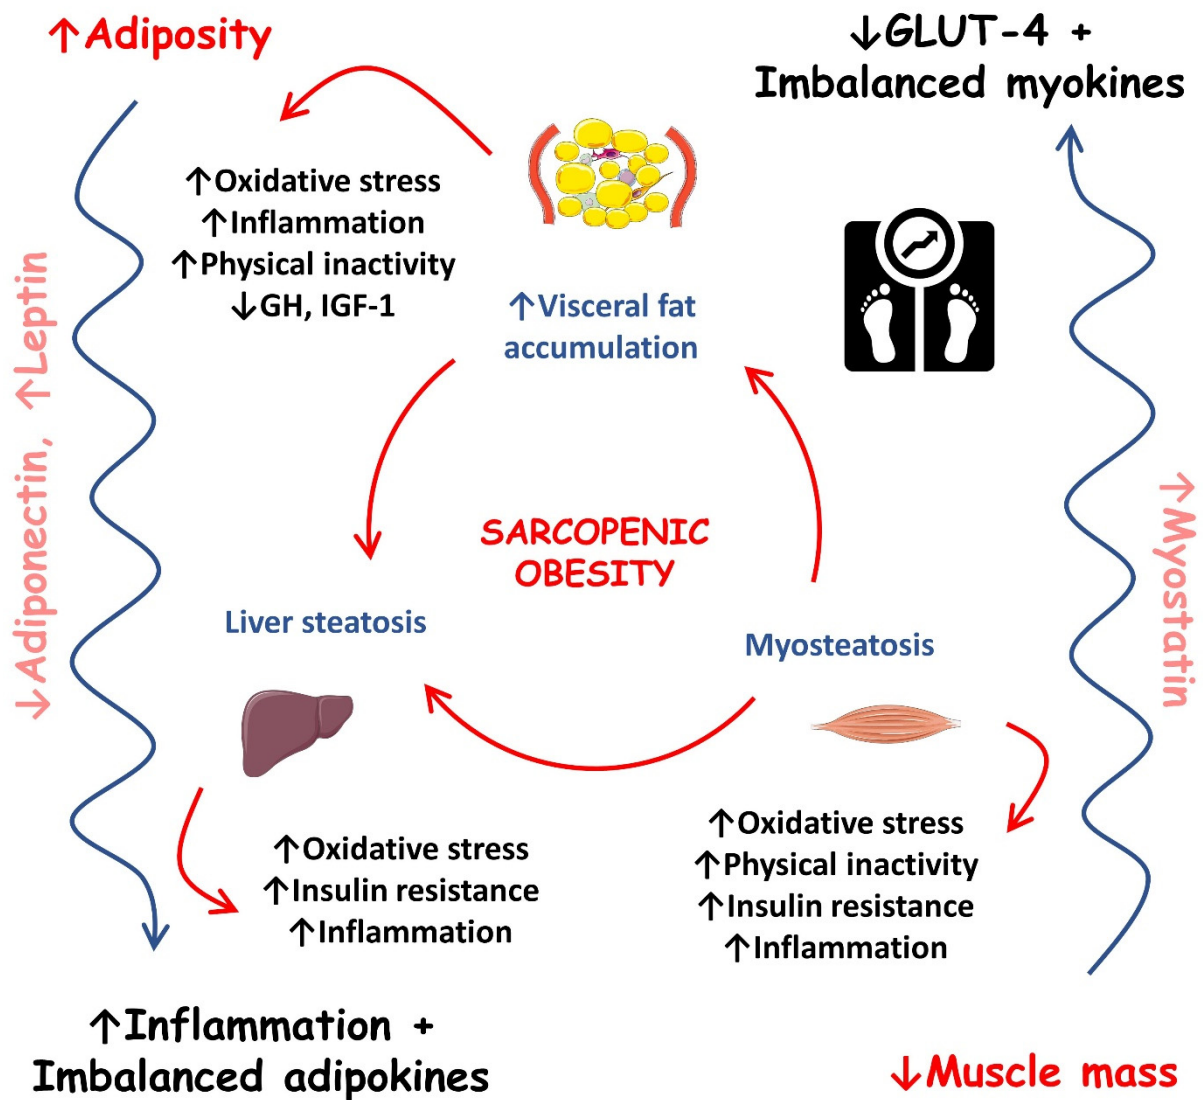 ↑Adiposity
↓GLUT-4 +
Imbalanced myokines
↑Oxidative stress
↑Inflammation
↑Physical inactivity
↓GH, IGF-1
↑Visceral fat
accumulation
↓Adiponectin, ↑Leptin
↑Myostatin
SARCOPENIC
OBESITY
Liver steatosis
Myosteatosis
↑Oxidative stress
↑Insulin resistance
↑Inflammation
↑Oxidative stress
↑Physical inactivity
↑Insulin resistance
↑Inflammation
↑Inflammation +
Imbalanced adipokines
↓Muscle mass